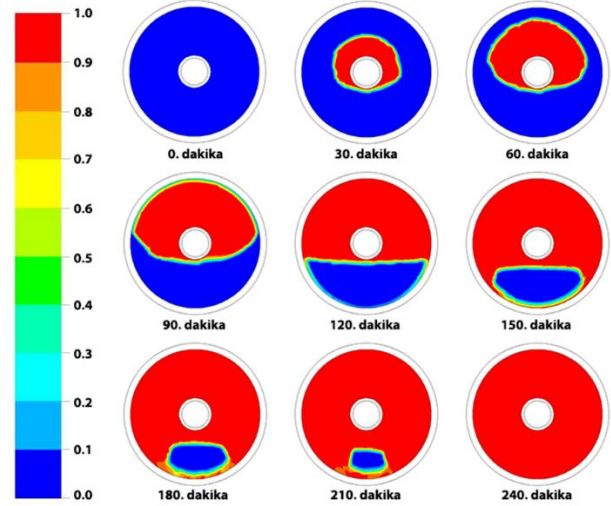 1.0
0.9
0.8
0.7
0.6
0.5
0.4
0.3
0.2
0.1
0.0
0. dakika
30. dakika
60. dakika
90. dakika
120. dakika
150. dakika
180. dakika
210. dakika
240. dakika